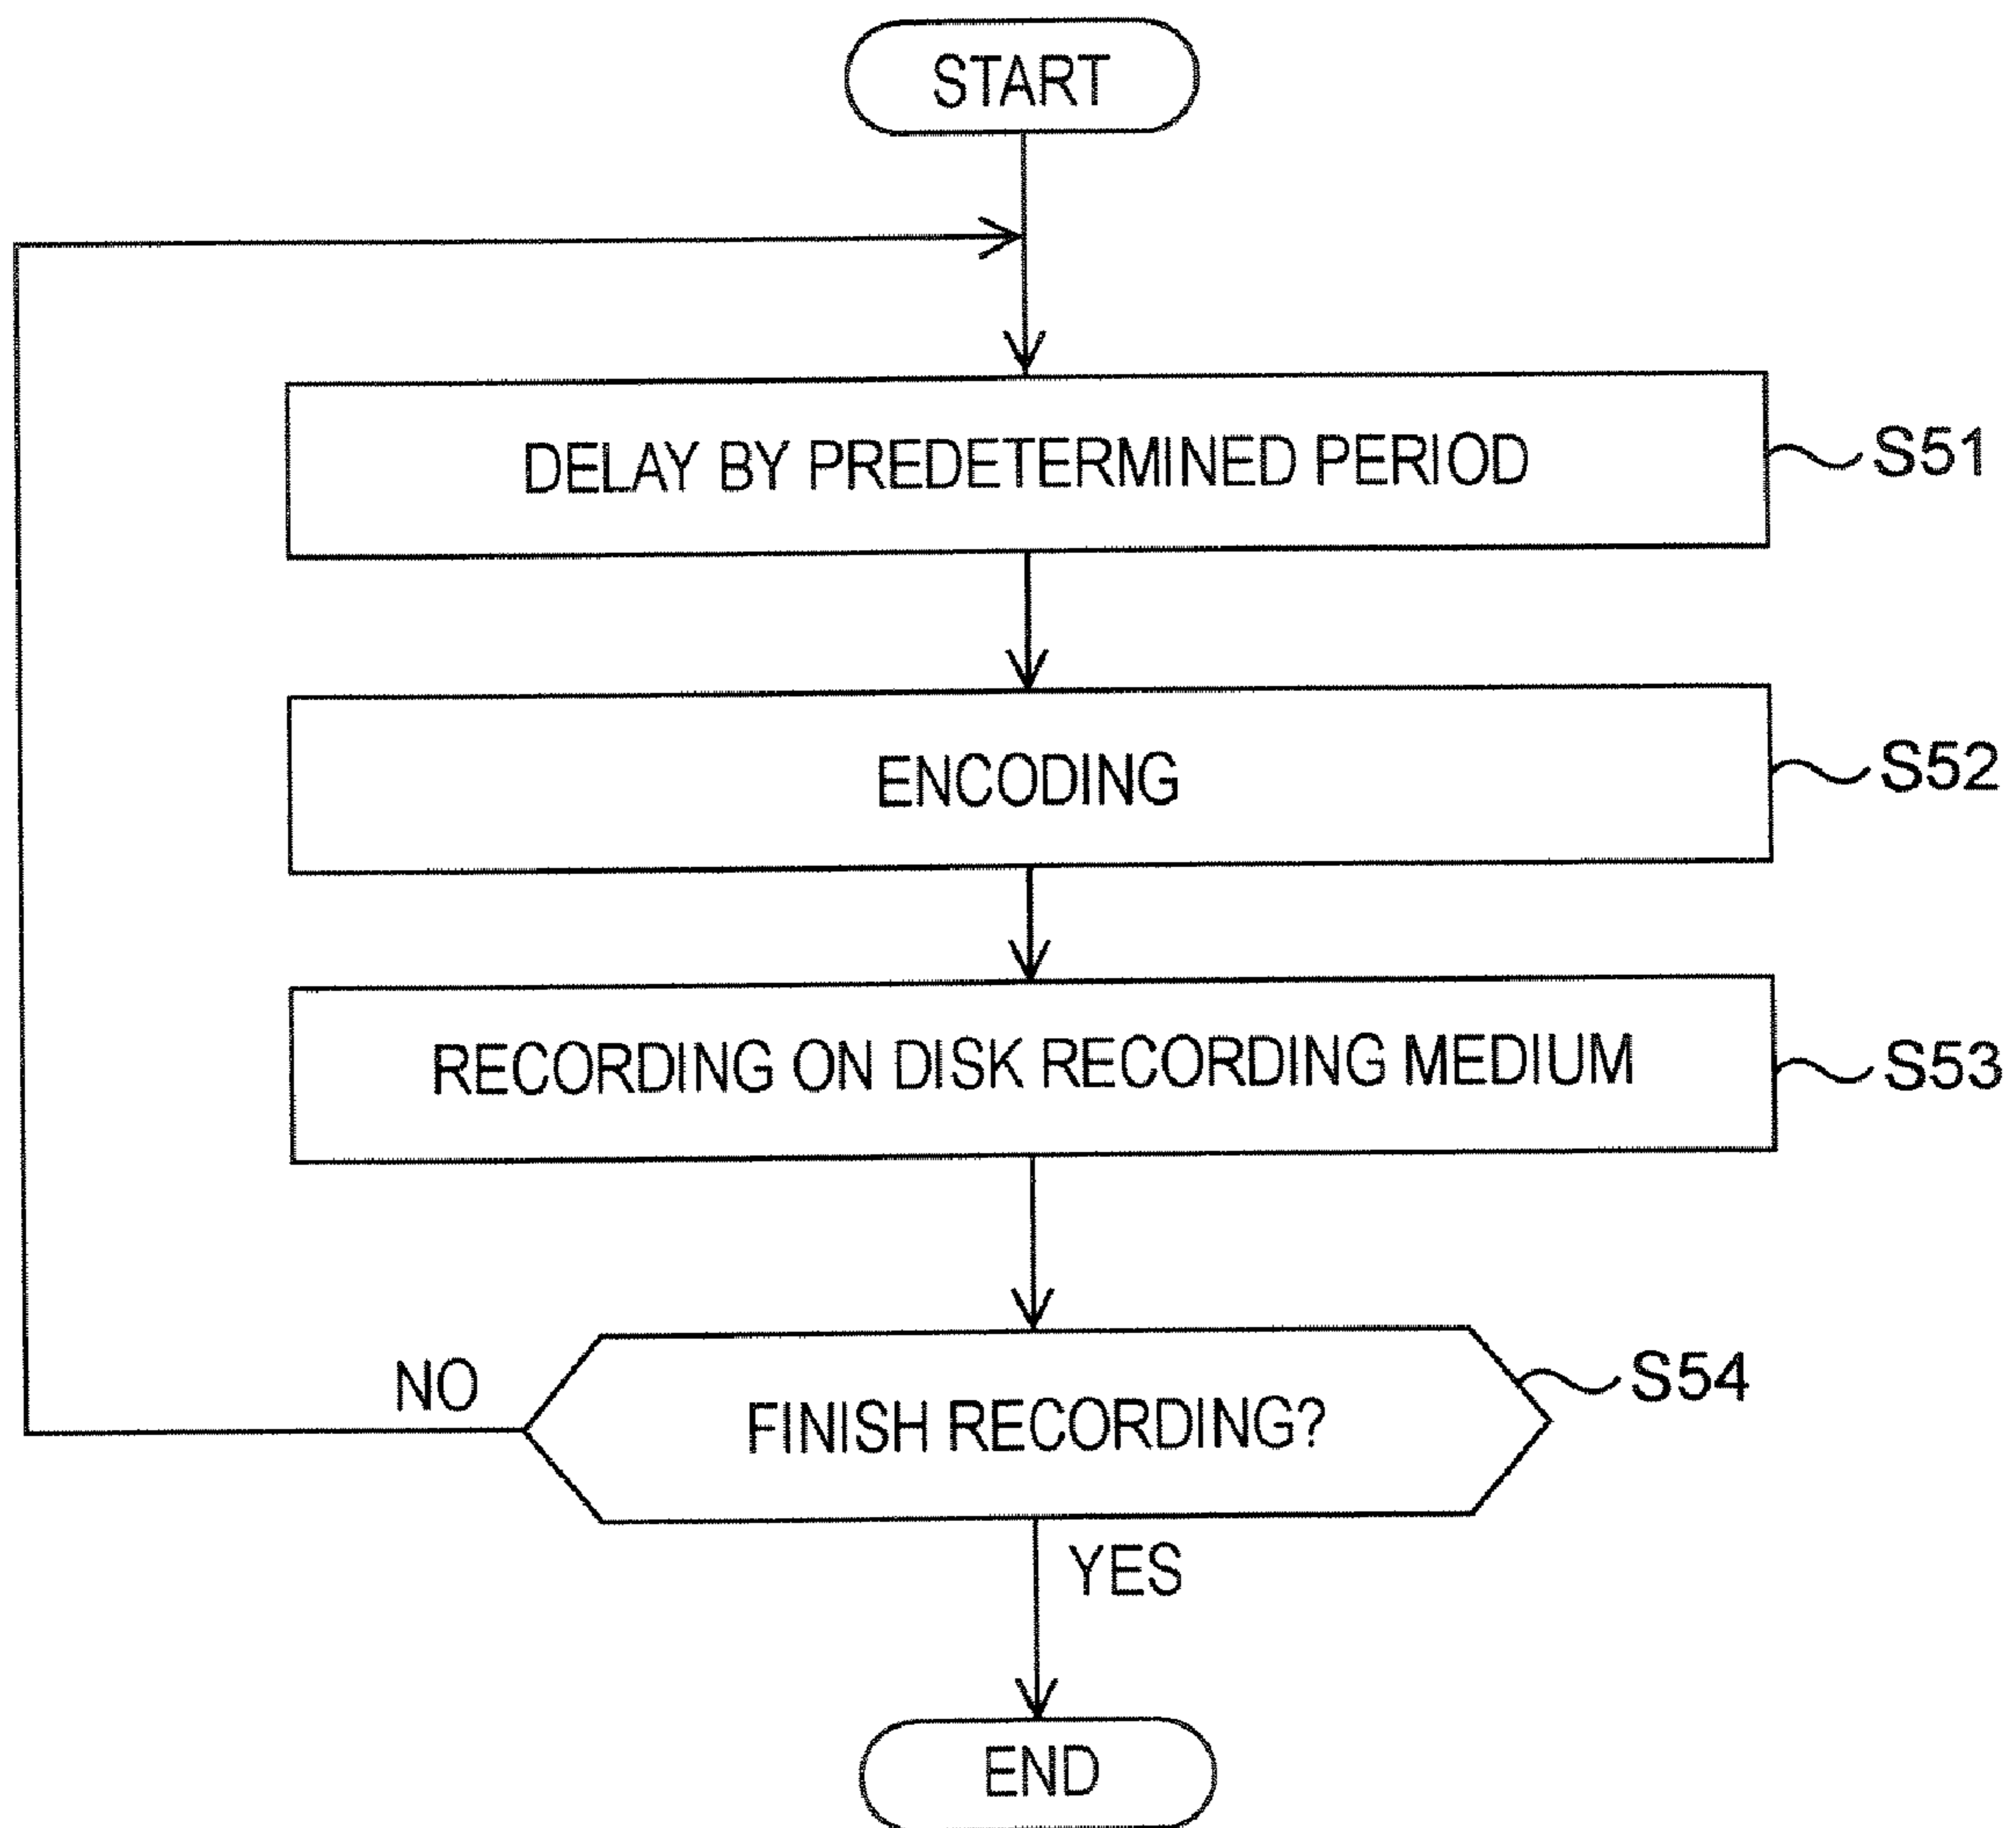 START
DELAY BY PREDETERMINED PERIOD
S51
ENCODING
S52
RECORDING ON DISK RECORDING MEDIUM
S53
NO
FINISH RECORDING?
S54
YES
END